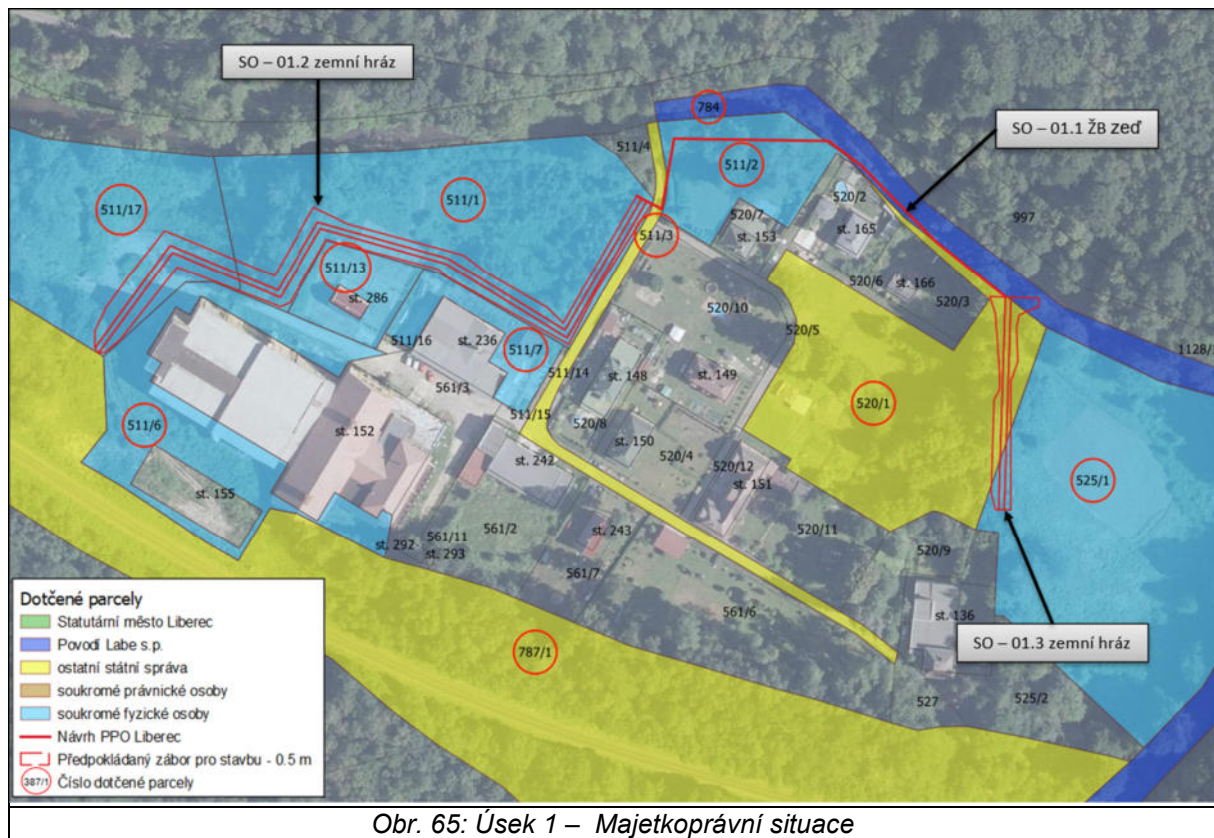 SO – 01.2 zemní hráz
784
SO – 01.1 ŽB zeď
511/4
511/2
511/17
511/1
520/2
997
520/7
st. 153
st. 165
511/3
511/13
st. 286
520/6
st. 166
520/3
520/10
520/5
511/16
st. 236
511/7
511/14
st. 148
st. 149
1128/
561/3
520/1
511/15
520/8
st. 150
511/6
st. 152
520/4
520/12
st. 151
st. 242
525/1
st. 155
561/11
561/2
st. 243
520/11
st. 292
st. 293
520/9
561/7
561/6
st. 136
SO – 01.3 zemní hráz
787/1
527
525/2
Dotčené parcely
Statutární město Liberec
Povodí Labe s.p.
ostatní státní správa
soukromé právnické osoby
soukromé fyzické osoby
Návrh PPO Liberec
Předpokládaný zábor pro stavbu - 0.5 m
387/1 Číslo dotčené parcely
Obr. 65: Úsek 1 – Majetkoprávní situace